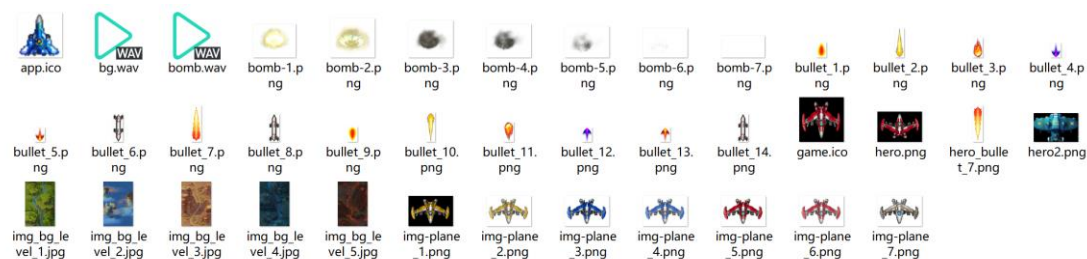 WAV
WAV
app.ico
bg.wav
bomb.wav
bomb-1.p
ng
bomb-2.p
ng
bomb-3.p
ng
bomb-4.p
ng
bomb-5.p
ng
bomb-6.p
ng
bomb-7.p
ng
bullet_1.p
ng
bullet_2.p
ng
bullet_3.p
ng
bullet_4.p
ng
bullet_5.p
ng
bullet_6.p
ng
bullet_7.p
ng
bullet_8.p
ng
bullet_9.p
ng
bullet_10.
png
bullet_11.
png
bullet_12.
png
bullet_13.
png
bullet_14.
png
game.ico
hero.png
hero_bulle
t_7.png
hero2.png
img_bg_le
vel_1.jpg
img_bg_le
vel_2.jpg
img_bg_le
vel_3.jpg
img_bg_le
vel_4.jpg
img_bg_le
vel_5.jpg
img-plane
_1.png
img-plane
_2.png
img-plane
_3.png
img-plane
_4.png
img-plane
_5.png
img-plane
_6.png
img-plane
_7.png